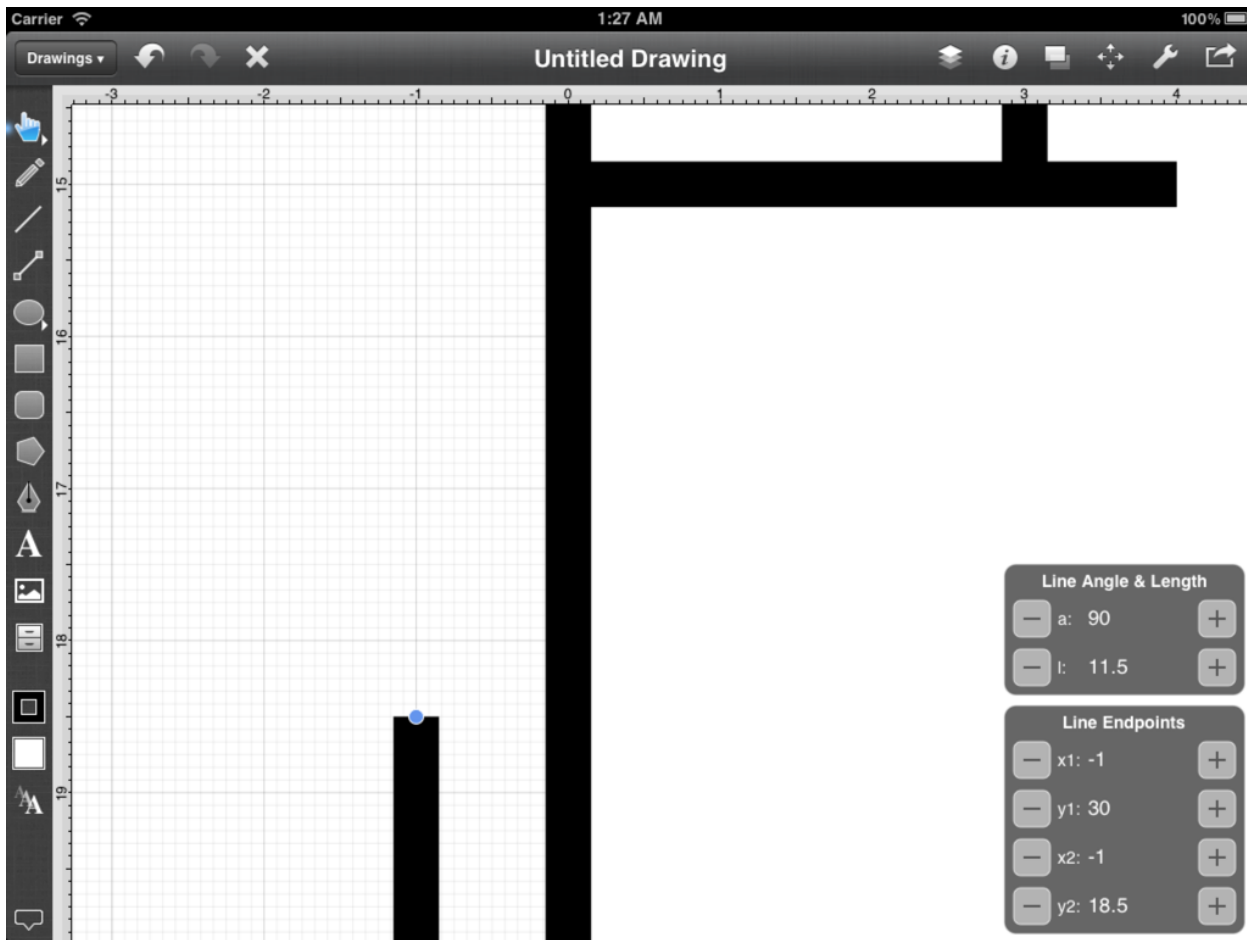 Carrier 1:27 AM 100%
Drawings ▾ Untitled Drawing
-3 -2 -1 0 1 2 3 4
15
16
17
18
19
A
AAA
Line Angle & Length
a: 90
l: 11.5
Line Endpoints
x1: -1
y1: 30
x2: -1
y2: 18.5